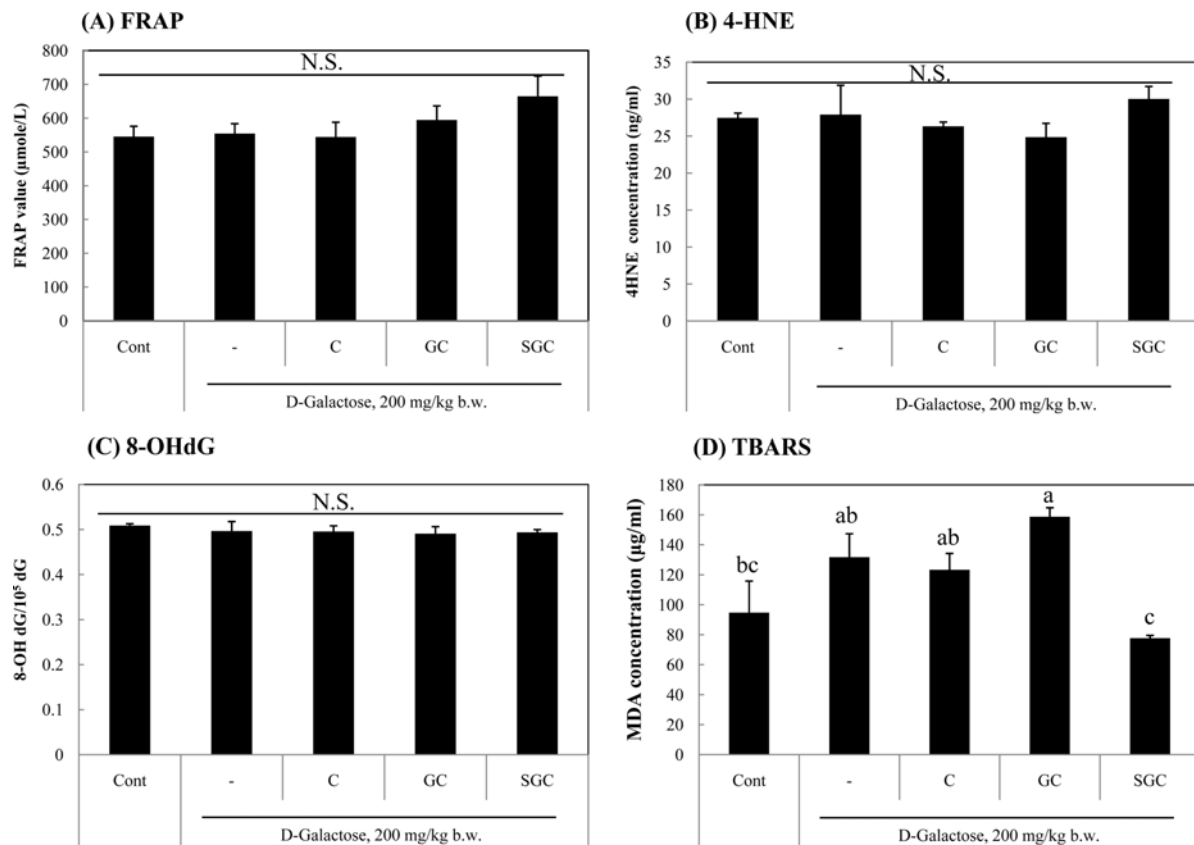 (A) FRAP
FRAP value (μmole/L)
800
700
600
500
400
300
200
100
0
N.S.
Cont - C GC SGC
D-Galactose, 200 mg/kg b.w.
(B) 4-HNE
4HNE concentration (ng/ml)
35
30
25
20
15
10
5
0
N.S.
Cont - C GC SGC
D-Galactose, 200 mg/kg b.w.
(C) 8-OHdG
8-OH dG/10⁵ dG
0.6
0.5
0.4
0.3
0.2
0.1
0
N.S.
Cont - C GC SGC
D-Galactose, 200 mg/kg b.w.
(D) TBARS
MDA concentration (μg/ml)
180
160
140
120
100
80
60
40
20
0
bc ab ab a c
Cont - C GC SGC
D-Galactose, 200 mg/kg b.w.